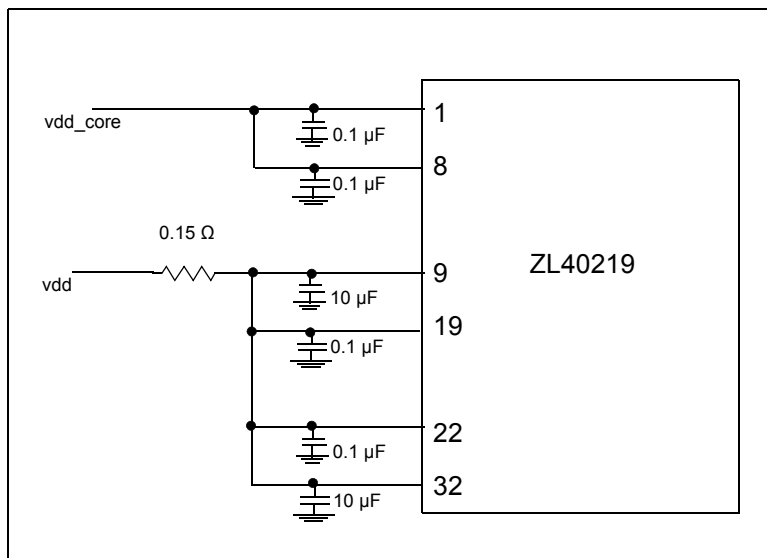 vdd_core
1
0.1 µF
8
0.1 µF
0.15 Ω
vdd
9
10 µF
19
0.1 µF
ZL40219
22
0.1 µF
32
10 µF